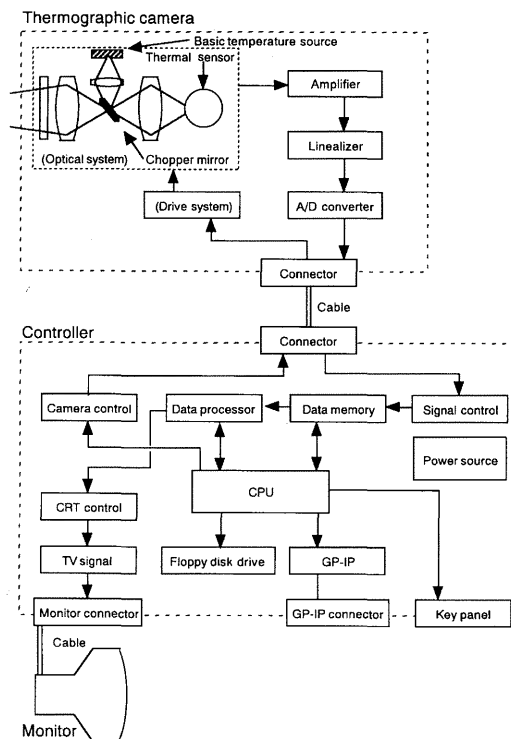 Thermographic camera
Basic temperature source
Thermal sensor
Amplifier
Linealizer
(Optical system)
Chopper mirror
(Drive system)
A/D converter
Connector
Cable
Controller
Connector
Camera control
Data processor
Data memory
Signal control
Power source
CPU
CRT control
TV signal
Floppy disk drive
GP-IP
Monitor connector
GP-IP connector
Key panel
Cable
Monitor